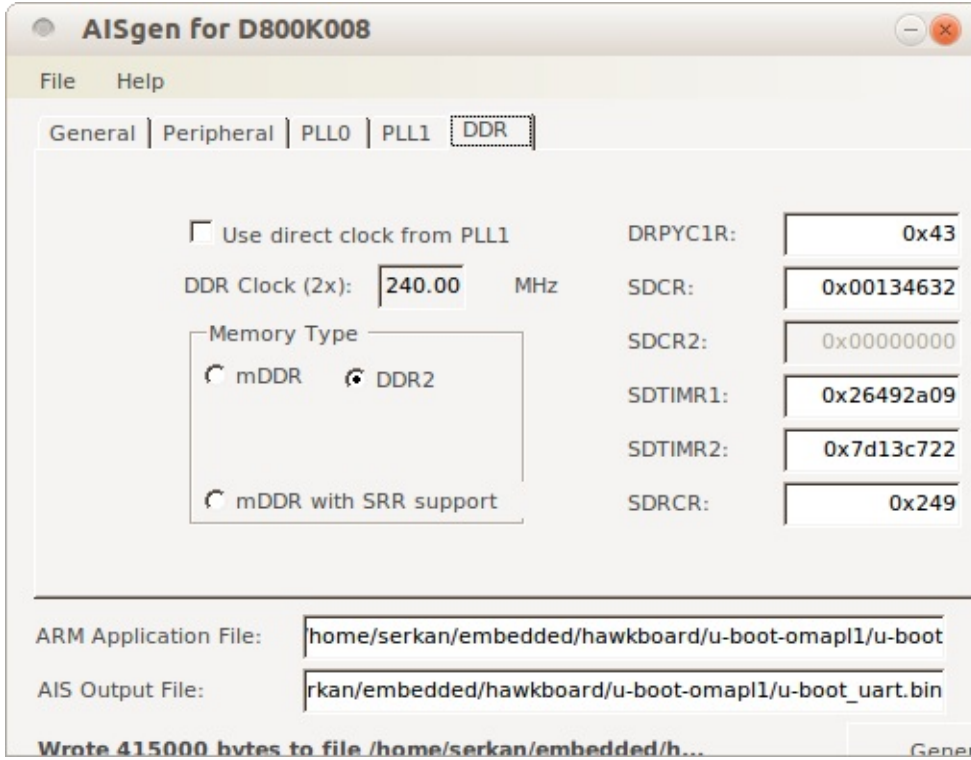 AISgen for D800K008
File Help
General Peripheral PLL0 PLL1 DDR
Use direct clock from PLL1
DDR Clock (2x): 240.00 MHz
Memory Type
mDDR DDR2
mDDR with SRR support
DRPYC1R: 0x43
SDCR: 0x00134632
SDCR2: 0x00000000
SDTIMR1: 0x26492a09
SDTIMR2: 0x7d13c722
SDRCR: 0x249
ARM Application File: /home/serkan/embedded/hawkboard/u-boot-omapl1/u-boot
AIS Output File: rkan/embedded/hawkboard/u-boot-omapl1/u-boot_uart.bin
Wrote 415000 bytes to file /home/serkan/embedded/h...
Gener